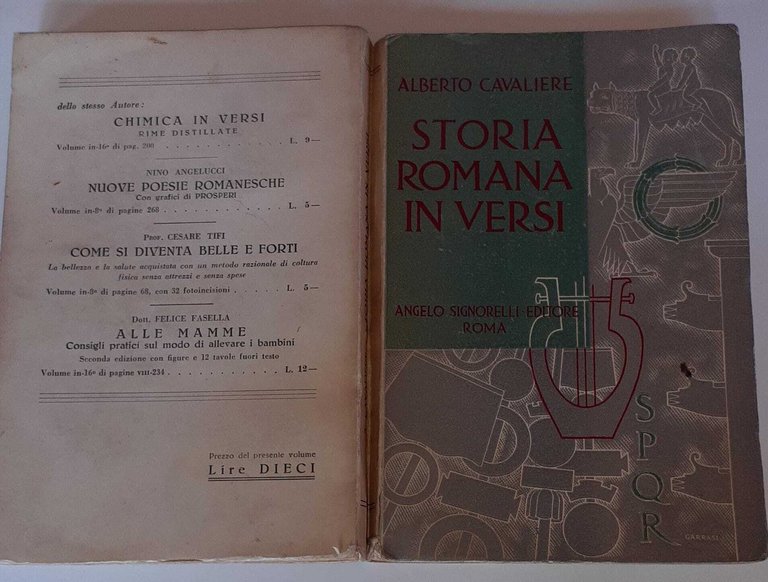 dello stesso Autore:
CHIMICA IN VERSI
RIME DISTILLATE
Volume in-16º di pag. 200 . . . . . . . . . . . L. 9—
NINO ANGELUCCI
NUOVE POESIE ROMANESCHE
Con grafici di PROSPERI
Volume in-8º di pagine 268 . . . . . . . . . . . L. 5—
Prof. CESARE TIFI
COME SI DIVENTA BELLE E FORTI
La bellezza e la salute acquistata con un metodo razionale di coltura
fisica senza attrezzi e senza spese
Volume in-8º di pagine 68, con 32 fotoincisioni . . . . L. 5—
Dott. FELICE FASELLA
ALLE MAMME
Consigli pratici sul modo di allevare i bambini
Seconda edizione con figure e 12 tavole fuori testo
Volume in-16º di pagine VIII-234 . . . . . . . . . . . L. 12—
Prezzo del presente volume
Lire DIECI
ALBERTO CAVALIERE
STORIA
ROMANA
IN VERSI
ANGELO SIGNORELLI EDITORE
ROMA
S
P
Q
R
GARRASI